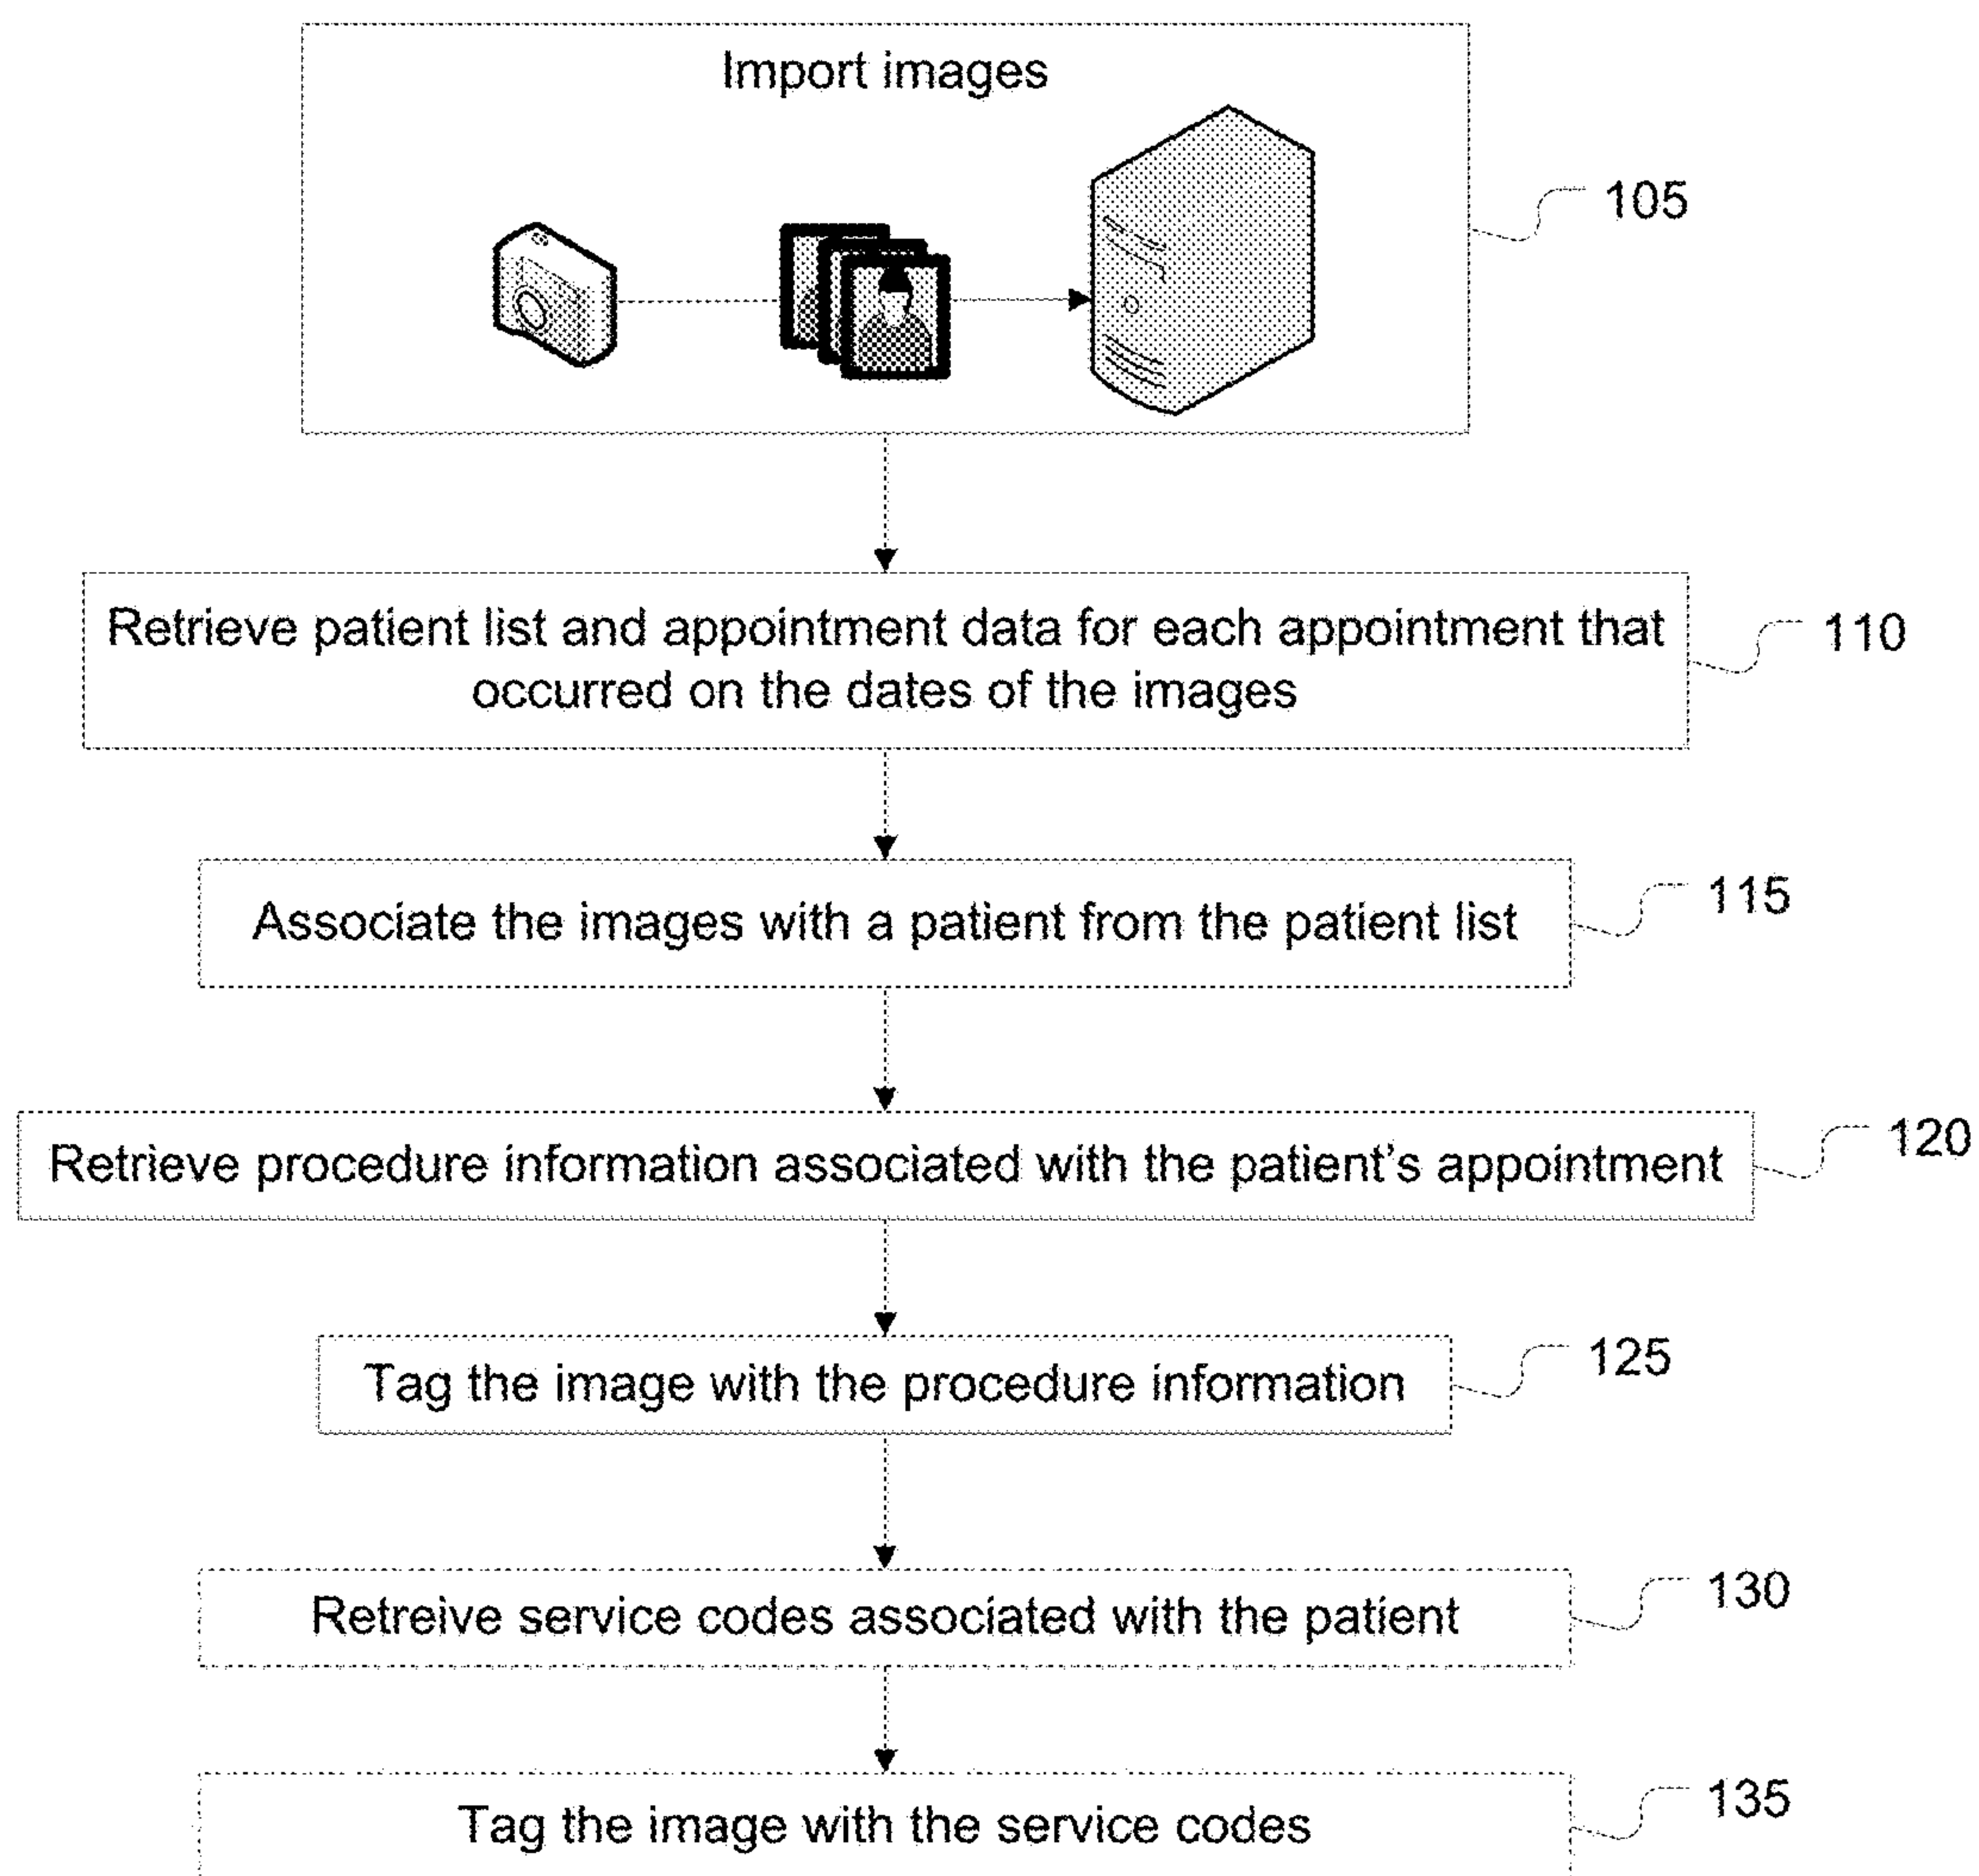 Import images
105
Retrieve patient list and appointment data for each appointment that
occurred on the dates of the images
110
Associate the images with a patient from the patient list
115
Retrieve procedure information associated with the patient's appointment
120
Tag the image with the procedure information
125
Retreive service codes associated with the patient
130
Tag the image with the service codes
135